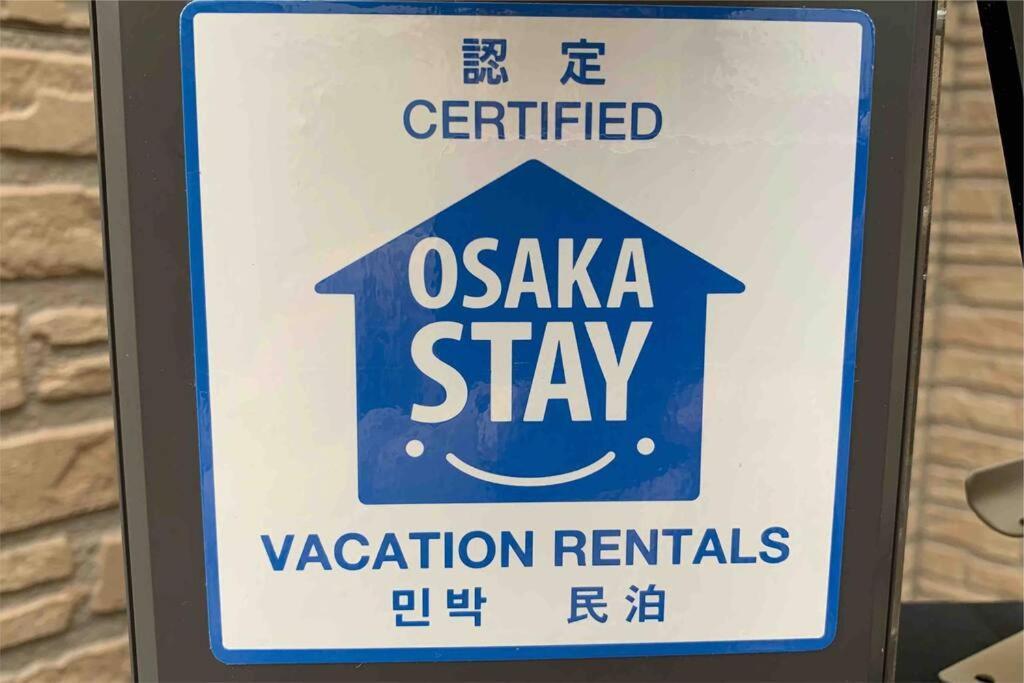 認定
CERTIFIED
OSAKA
STAY
VACATION RENTALS
민박 民泊